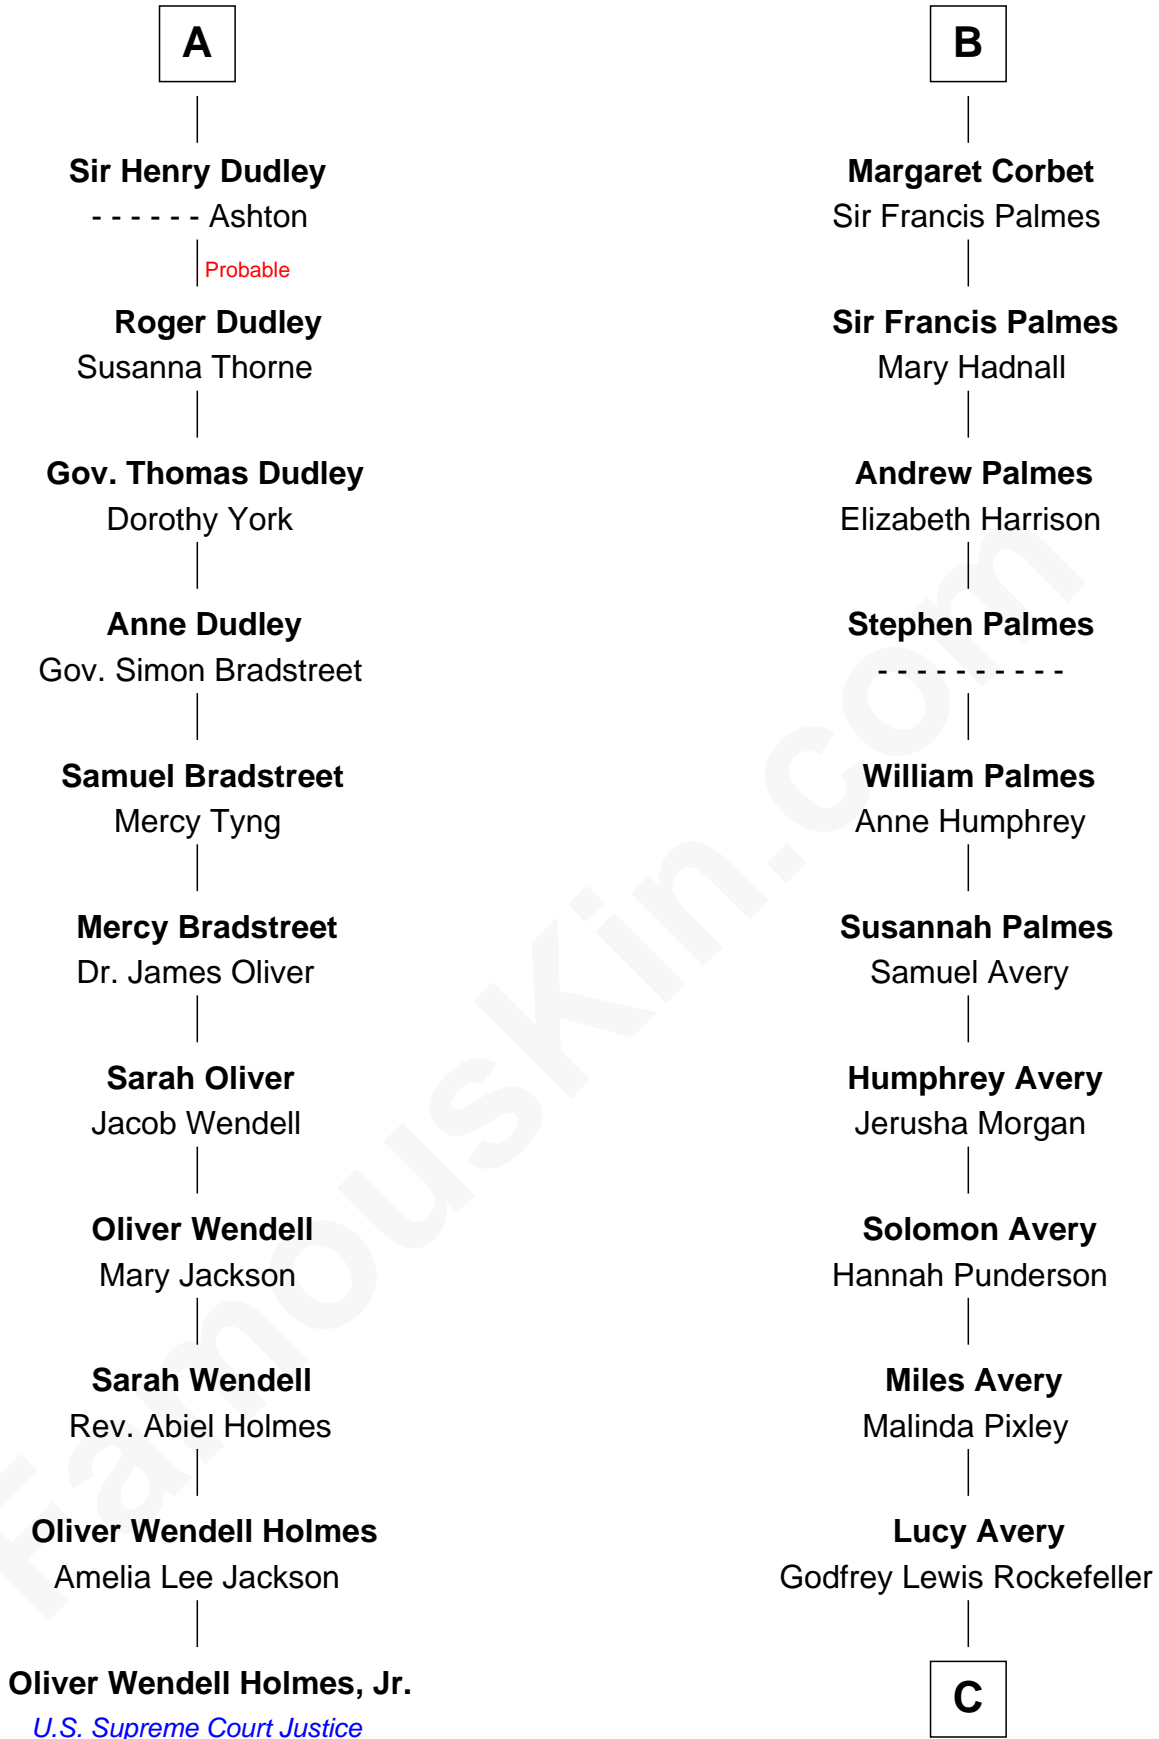 A
Sir Henry Dudley
- - - - - - Ashton
Probable
Roger Dudley
Susanna Thorne
Gov. Thomas Dudley
Dorothy York
Anne Dudley
Gov. Simon Bradstreet
Samuel Bradstreet
Mercy Tyng
Mercy Bradstreet
Dr. James Oliver
Sarah Oliver
Jacob Wendell
Oliver Wendell
Mary Jackson
Sarah Wendell
Rev. Abiel Holmes
Oliver Wendell Holmes
Amelia Lee Jackson
Oliver Wendell Holmes, Jr.
U.S. Supreme Court Justice
B
Margaret Corbet
Sir Francis Palmes
Sir Francis Palmes
Mary Hadnall
Andrew Palmes
Elizabeth Harrison
Stephen Palmes
- - - - - - - - - -
William Palmes
Anne Humphrey
Susannah Palmes
Samuel Avery
Humphrey Avery
Jerusha Morgan
Solomon Avery
Hannah Punderson
Miles Avery
Malinda Pixley
Lucy Avery
Godfrey Lewis Rockefeller
C
FamousKin.com